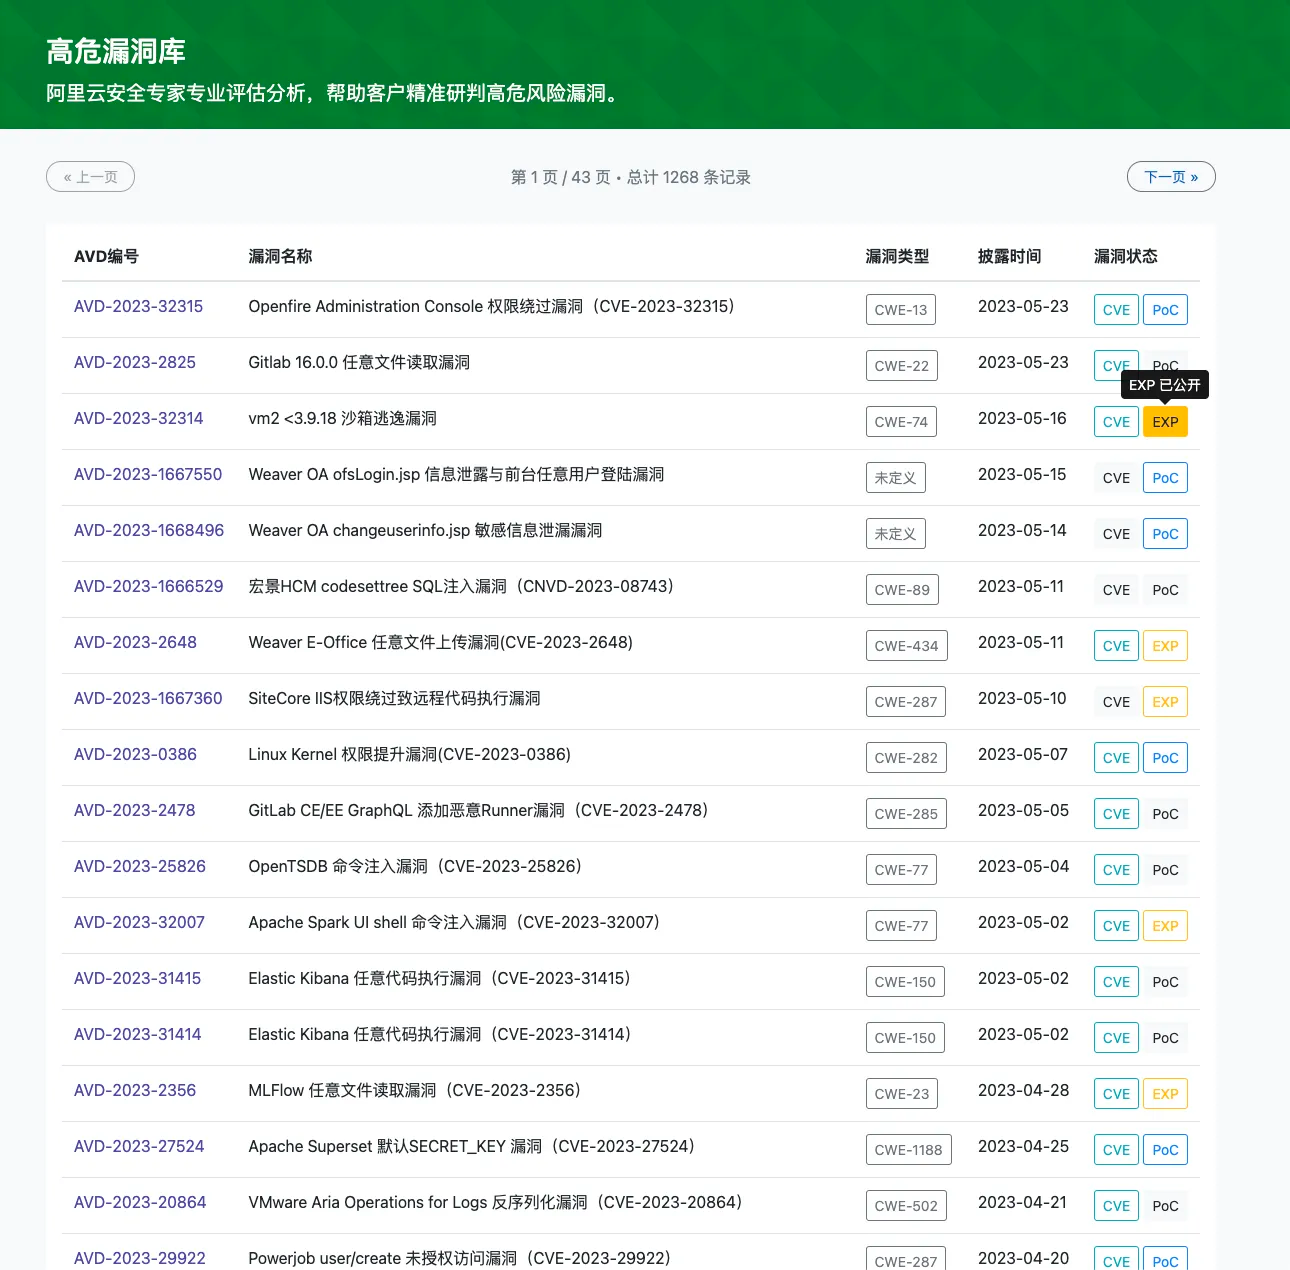 高危漏洞库
阿里云安全专家专业评估分析，帮助客户精准研判高危风险漏洞。
« 上一页 第 1 页 / 43 页 • 总计 1268 条记录 下一页 »
AVD编号 漏洞名称 漏洞类型 披露时间 漏洞状态
AVD-2023-32315 Openfire Administration Console 权限绕过漏洞（CVE-2023-32315） CWE-13 2023-05-23 CVE PoC
AVD-2023-2825 Gitlab 16.0.0 任意文件读取漏洞 CWE-22 2023-05-23 CVE PoC
EXP 已公开
AVD-2023-32314 vm2 <3.9.18 沙箱逃逸漏洞 CWE-74 2023-05-16 CVE EXP
AVD-2023-1667550 Weaver OA ofsLogin.jsp 信息泄露与前台任意用户登陆漏洞 未定义 2023-05-15 CVE PoC
AVD-2023-1668496 Weaver OA changeuserinfo.jsp 敏感信息泄漏漏洞 未定义 2023-05-14 CVE PoC
AVD-2023-1666529 宏景HCM codesettree SQL注入漏洞（CNVD-2023-08743） CWE-89 2023-05-11 CVE PoC
AVD-2023-2648 Weaver E-Office 任意文件上传漏洞(CVE-2023-2648) CWE-434 2023-05-11 CVE EXP
AVD-2023-1667360 SiteCore IIS权限绕过致远程代码执行漏洞 CWE-287 2023-05-10 CVE EXP
AVD-2023-0386 Linux Kernel 权限提升漏洞(CVE-2023-0386) CWE-282 2023-05-07 CVE PoC
AVD-2023-2478 GitLab CE/EE GraphQL 添加恶意Runner漏洞（CVE-2023-2478） CWE-285 2023-05-05 CVE PoC
AVD-2023-25826 OpenTSDB 命令注入漏洞（CVE-2023-25826） CWE-77 2023-05-04 CVE PoC
AVD-2023-32007 Apache Spark UI shell 命令注入漏洞（CVE-2023-32007） CWE-77 2023-05-02 CVE EXP
AVD-2023-31415 Elastic Kibana 任意代码执行漏洞（CVE-2023-31415） CWE-150 2023-05-02 CVE PoC
AVD-2023-31414 Elastic Kibana 任意代码执行漏洞（CVE-2023-31414） CWE-150 2023-05-02 CVE PoC
AVD-2023-2356 MLFlow 任意文件读取漏洞（CVE-2023-2356） CWE-23 2023-04-28 CVE EXP
AVD-2023-27524 Apache Superset 默认SECRET_KEY 漏洞（CVE-2023-27524） CWE-1188 2023-04-25 CVE PoC
AVD-2023-20864 VMware Aria Operations for Logs 反序列化漏洞（CVE-2023-20864） CWE-502 2023-04-21 CVE PoC
AVD-2023-29922 Powerjob user/create 未授权访问漏洞（CVE-2023-29922） CWE-287 2023-04-20 CVE PoC